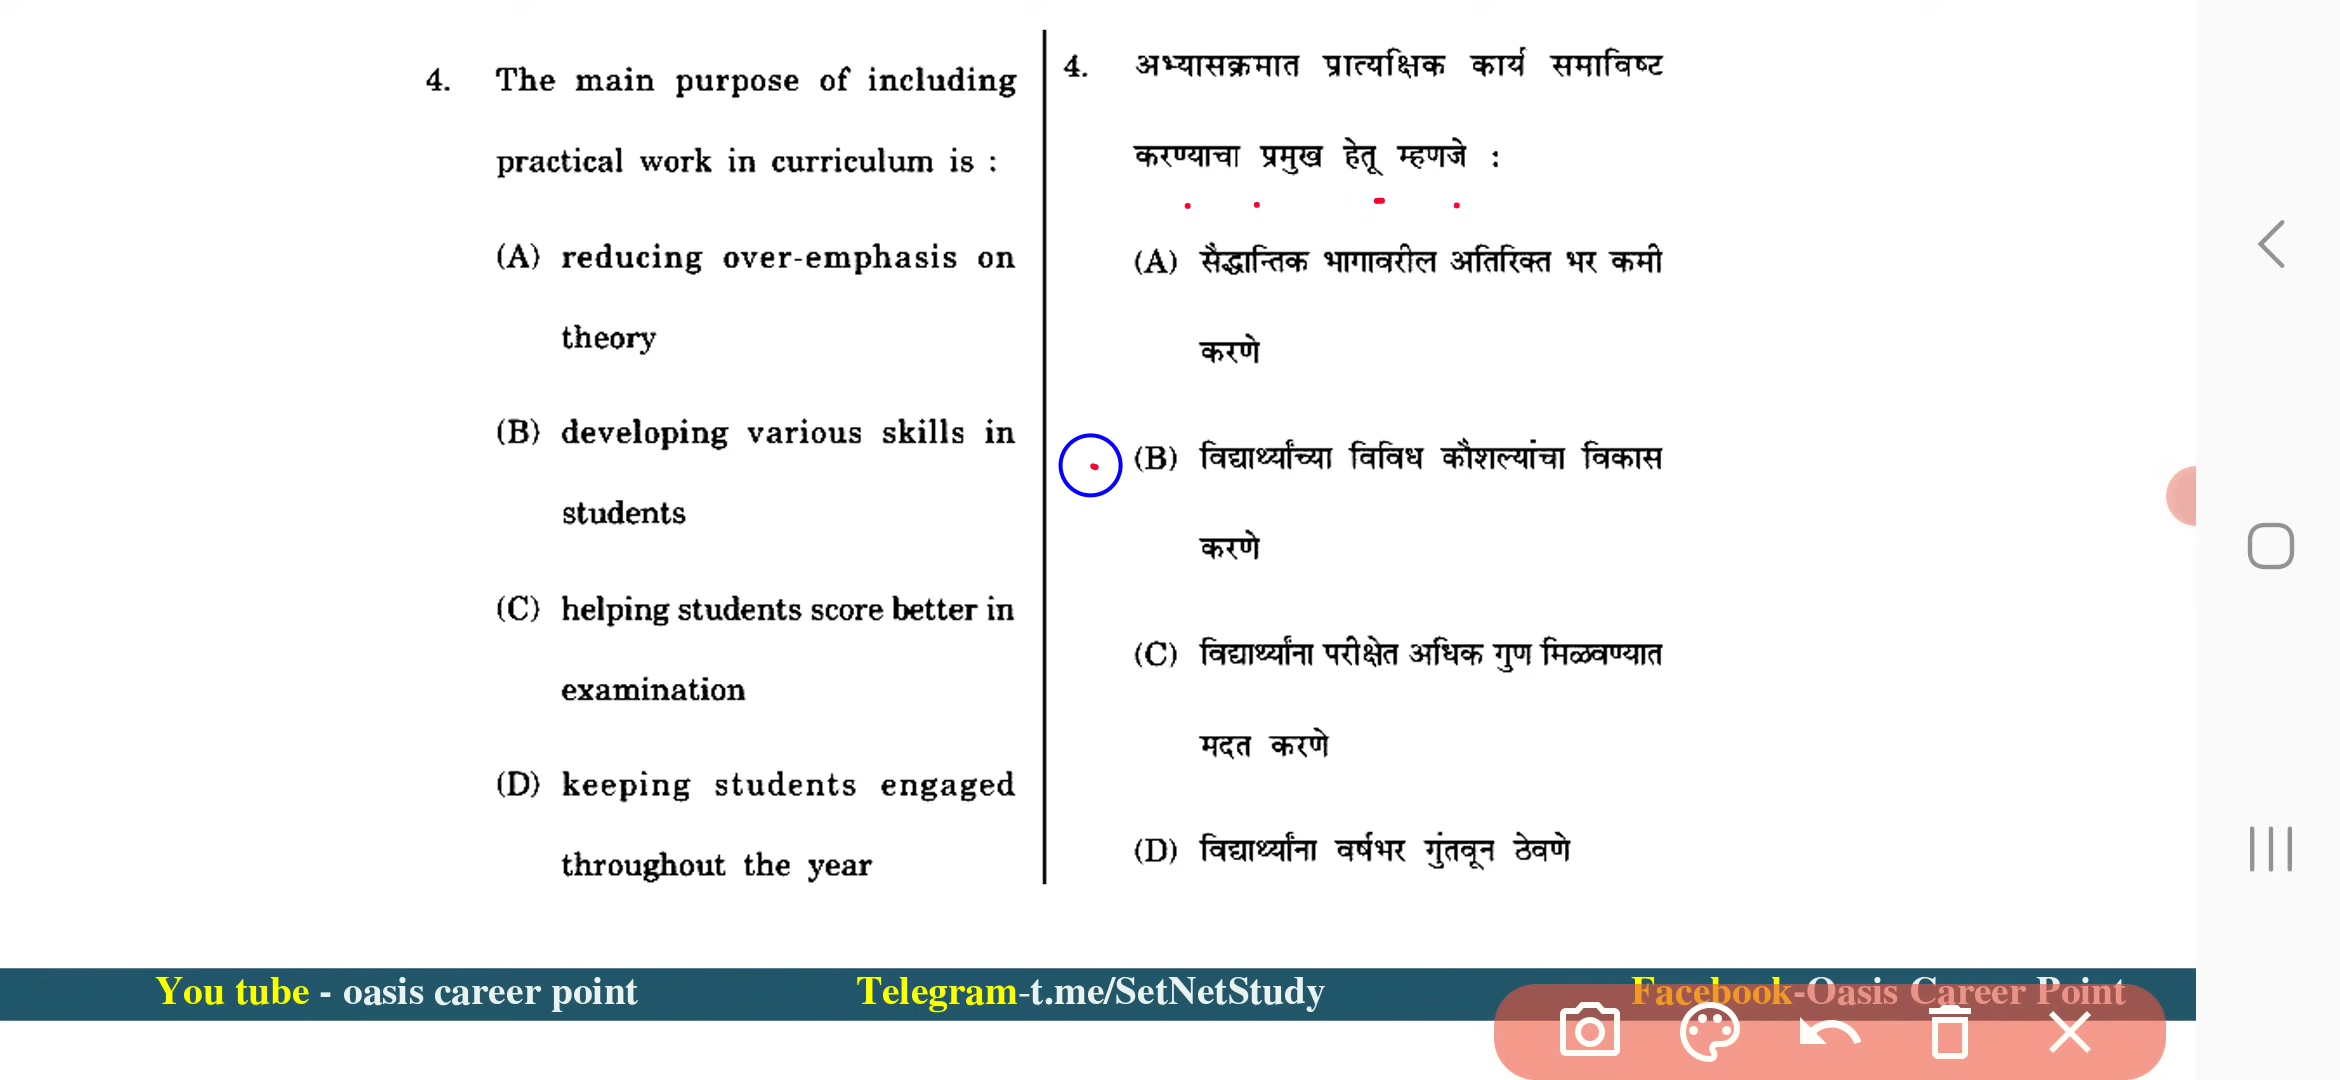 4. The main purpose of including
practical work in curriculum is :
(A) reducing over-emphasis on
theory
(B) developing various skills in
students
(C) helping students score better in
examination
(D) keeping students engaged
throughout the year
4. अभ्यासक्रमात प्रात्यक्षिक कार्य समाविष्ट
करण्याचा प्रमुख हेतू म्हणजे :
(A) सैद्धान्तिक भागावरील अतिरिक्त भर कमी
करणे
(B) विद्यार्थ्यांच्या विविध कौशल्यांचा विकास
करणे
(C) विद्यार्थ्यांना परीक्षेत अधिक गुण मिळवण्यात
मदत करणे
(D) विद्यार्थ्यांना वर्षभर गुंतवून ठेवणे
You tube - oasis career point
Telegram-t.me/SetNetStudy
Facebook-Oasis Career Point